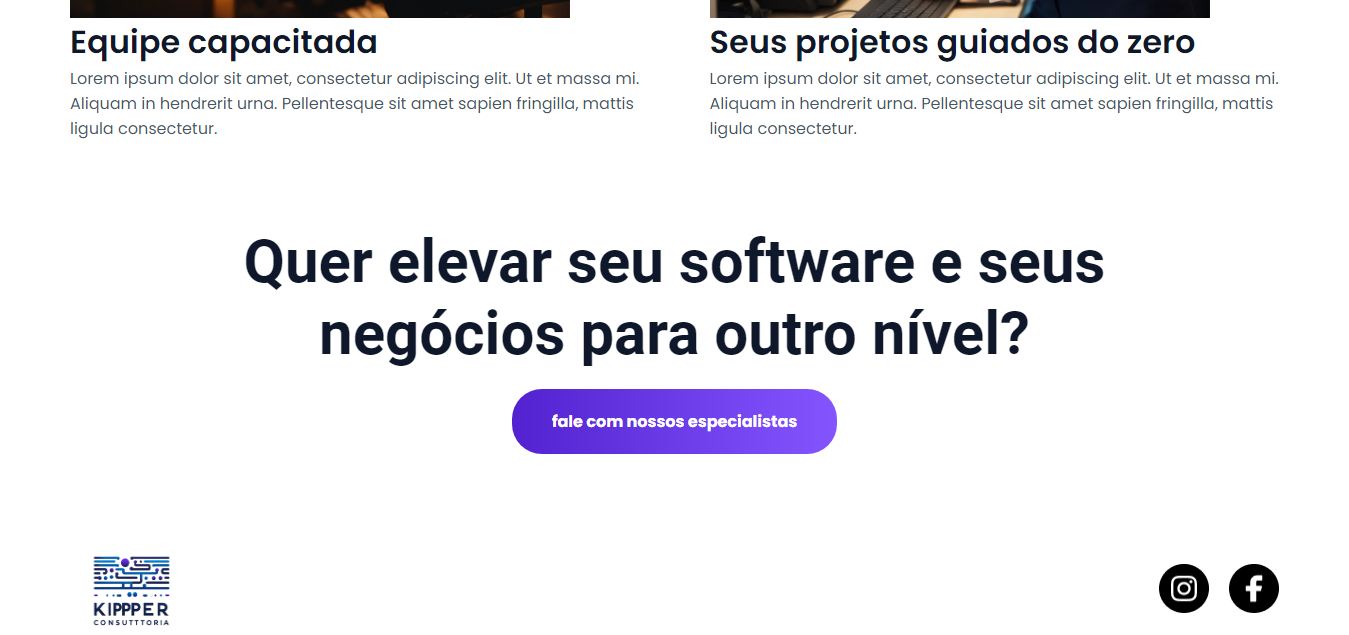 Equipe capacitada
Lorem ipsum dolor sit amet, consectetur adipiscing elit. Ut et massa mi.
Aliquam in hendrerit urna. Pellentesque sit amet sapien fringilla, mattis
ligula consectetur.
Seus projetos guiados do zero
Lorem ipsum dolor sit amet, consectetur adipiscing elit. Ut et massa mi.
Aliquam in hendrerit urna. Pellentesque sit amet sapien fringilla, mattis
ligula consectetur.
Quer elevar seu software e seus
negócios para outro nível?
fale com nossos especialistas
KIPPPER
CONSUTTTORIA